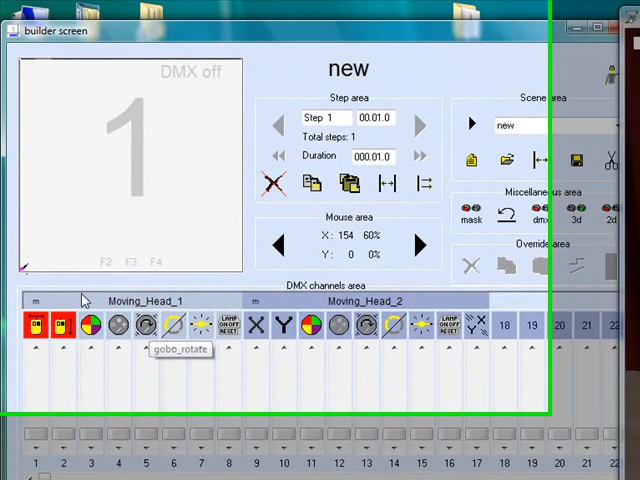 builder screen
DMX off
1
F2 F3 F4
new
Step area
Step 1 00.01.0
Total steps: 1
Duration 000.01.0
Mouse area
X: 154 60%
Y: 0 0%
Scene area
new
Miscellaneous area
mask dmx 3d 2d
Override area
DMX channels area
m Moving_Head_1 m Moving_Head_2
LAMP ON OFF RESET X Y LAMP ON OFF RESET X Y 18 19 20 21 22
gobo_rotate
1 2 3 4 5 6 7 8 9 10 11 12 13 14 15 16 17 18 19 20 21 22